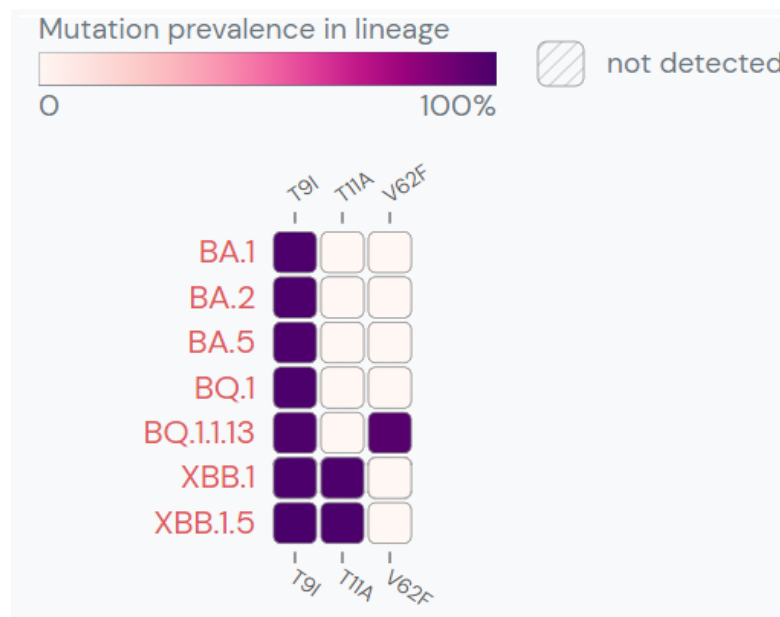 Mutation prevalence in lineage
0 100%
not detected
T9I T11A V62F
BA.1
BA.2
BA.5
BQ.1
BQ.1.1.13
XBB.1
XBB.1.5
T9I T11A V62F